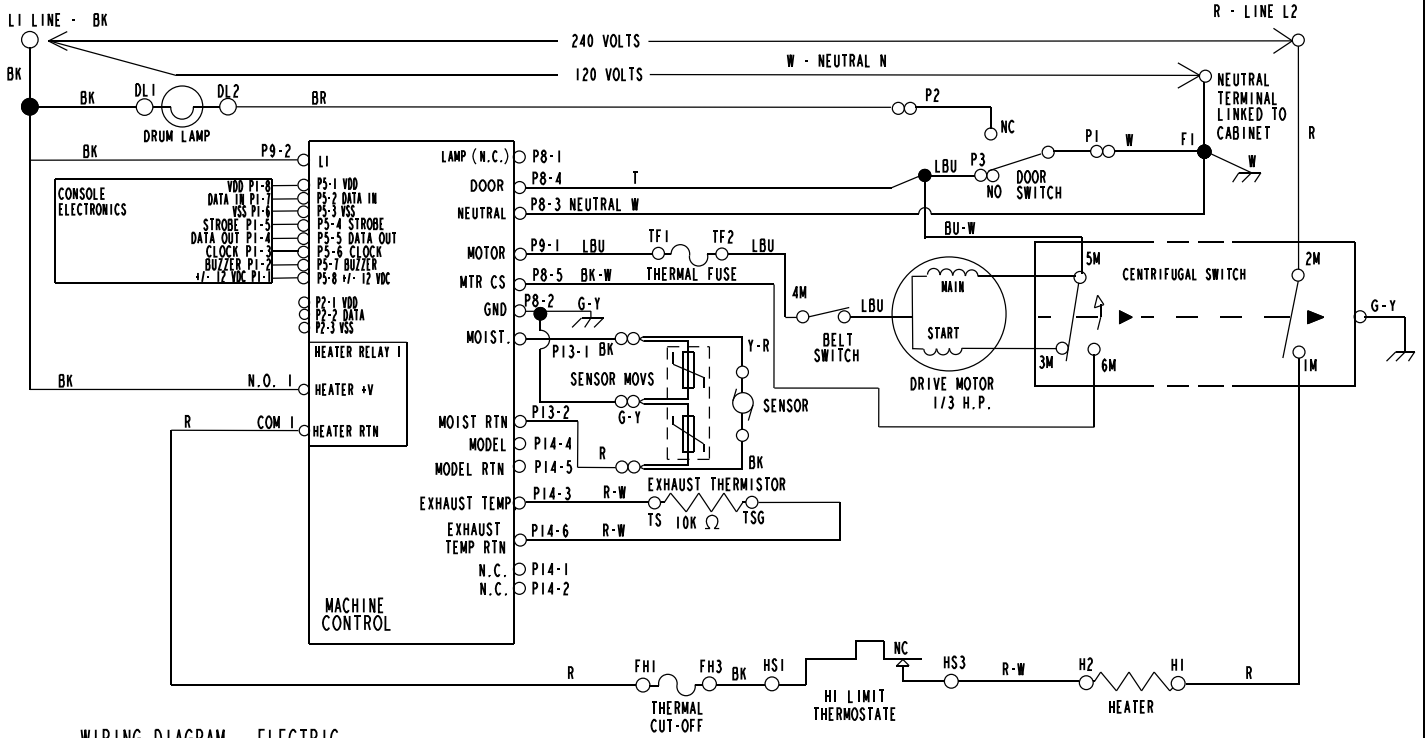 L1 LINE - BK
R - LINE L2
240 VOLTS
W - NEUTRAL N
120 VOLTS
BK
NEUTRAL
TERMINAL
LINKED TO
CABINET
DL1
DL2
BK
BR
P2
DRUM LAMP
NC
R
P1
W
F1
BK
P9-2
L1
LAMP (N.C.)
P8-1
LBU
P3
W
CONSOLE
ELECTRONICS
VDD P1-8
P5-1 VDD
DATA IN P1-7
P5-2 DATA IN
VSS P1-6
P5-3 VSS
STROBE P1-5
P5-4 STROBE
DATA OUT P1-4
P5-5 DATA OUT
CLOCK P1-3
P5-6 CLOCK
BUZZER P1-2
P5-7 BUZZER
+/- 12 VDC P1-1
P5-8 +/- 12 VDC
DOOR
P8-4
T
NO
DOOR
SWITCH
NEUTRAL
P8-3 NEUTRAL W
BU-W
MOTOR
P9-1
LBU
TF1
TF2
LBU
THERMAL FUSE
MTR CS
P8-5
BK-W
5M
CENTRIFUGAL SWITCH
2M
MAIN
P2-1 VDD
P2-2 DATA
P2-3 VSS
GND
P8-2
G-Y
4M
LBU
G-Y
BELT
SWITCH
START
MOIST.
P13-1
BK
Y-R
HEATER RELAY 1
3M
6M
1M
SENSOR MOVS
DRIVE MOTOR
1/3 H.P.
BK
N.O. 1
HEATER +V
SENSOR
R
COM 1
HEATER RTN
MOIST RTN
P13-2
G-Y
MODEL
P14-4
MODEL RTN
P14-5
R
BK
EXHAUST THERMISTOR
EXHAUST TEMP
P14-3
R-W
TS
10K Ω
TSG
EXHAUST
TEMP RTN
P14-6
R-W
N.C.
P14-1
N.C.
P14-2
MACHINE
CONTROL
R
FH1
FH3
BK
HS1
NC
HS3
R-W
H2
H1
R
THERMAL
CUT-OFF
HI LIMIT
THERMOSTATE
HEATER
WIRING DIAGRAM - ELECTRIC